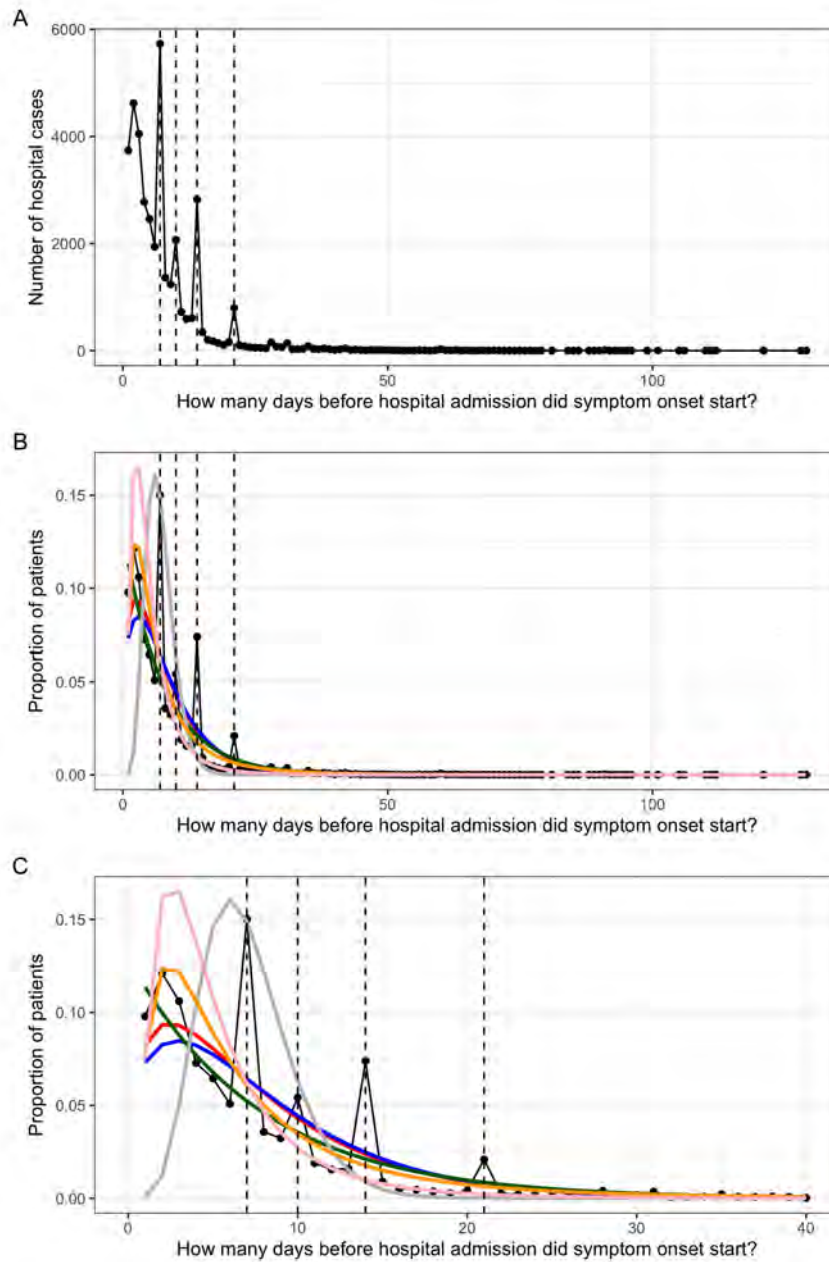 A
6000
4000
2000
0
Number of hospital cases
0 50 100
How many days before hospital admission did symptom onset start?
B
0.15
0.10
0.05
0.00
Proportion of patients
0 50 100
How many days before hospital admission did symptom onset start?
C
0.15
0.10
0.05
0.00
Proportion of patients
0 10 20 30 40
How many days before hospital admission did symptom onset start?